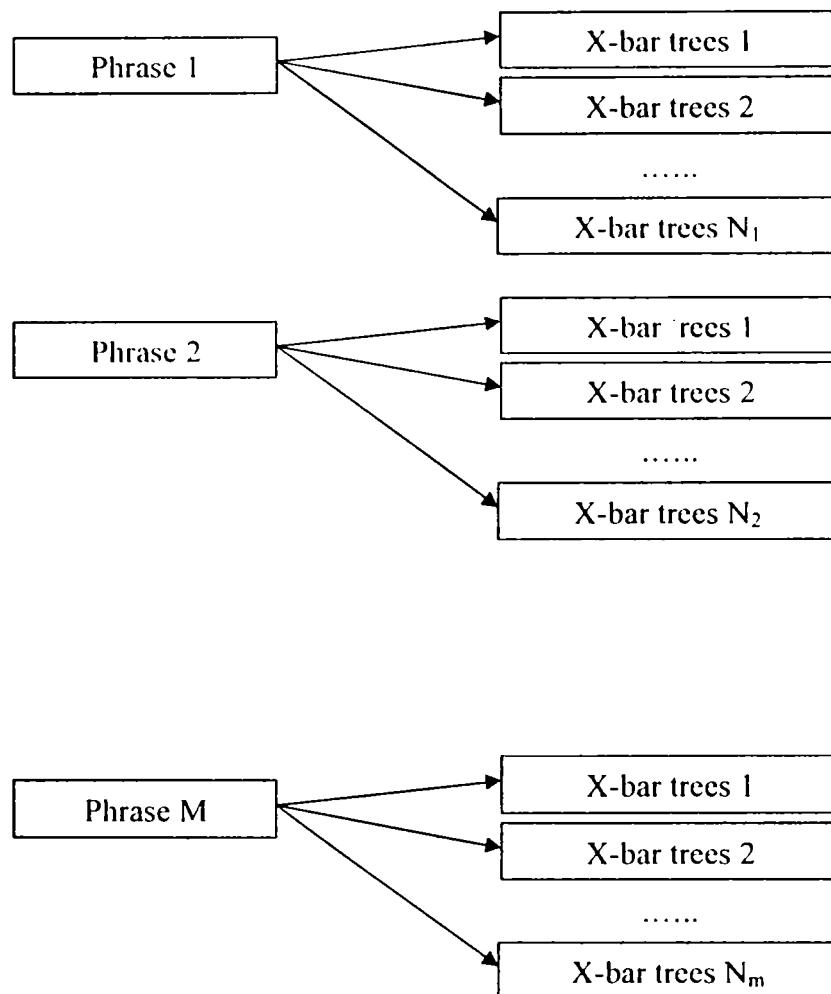 X-bar trees 1
Phrase 1
X-bar trees 2
......
X-bar trees N₁
X-bar trees 1
Phrase 2
X-bar trees 2
......
X-bar trees N₂
X-bar trees 1
Phrase M
X-bar trees 2
......
X-bar trees Nₘ